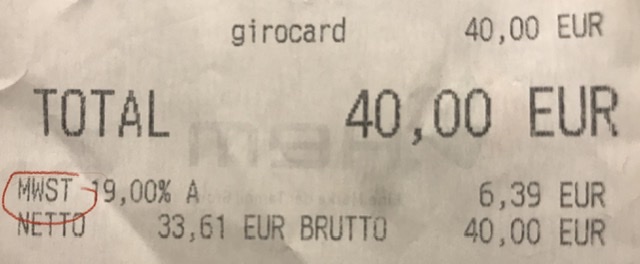 girocard 40,00 EUR
TOTAL 40,00 EUR
MWST 19,00% A 6,39 EUR
NETTO 33,61 EUR BRUTTO 40,00 EUR